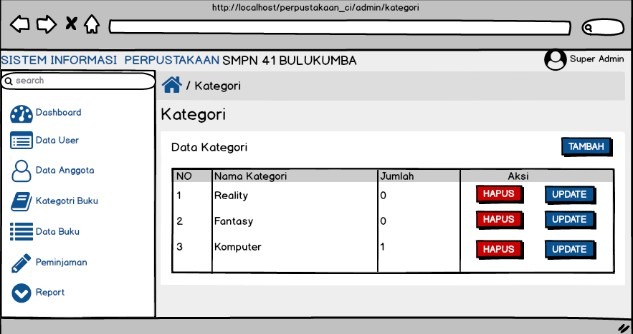 http://localhost/perpustakaan_ci/admin/kategori
SISTEM INFORMASI PERPUSTAKAAN SMPN 41 BULUKUMBA
Super Admin
search
/ Kategori
Dashboard
Data User
Data Anggota
Kategotri Buku
Data Buku
Peminjaman
Report
Kategori
Data Kategori
TAMBAH
NO Nama Kategori Jumlah Aksi
1 Reality 0 HAPUS UPDATE
2 Fantasy 0 HAPUS UPDATE
3 Komputer 1 HAPUS UPDATE